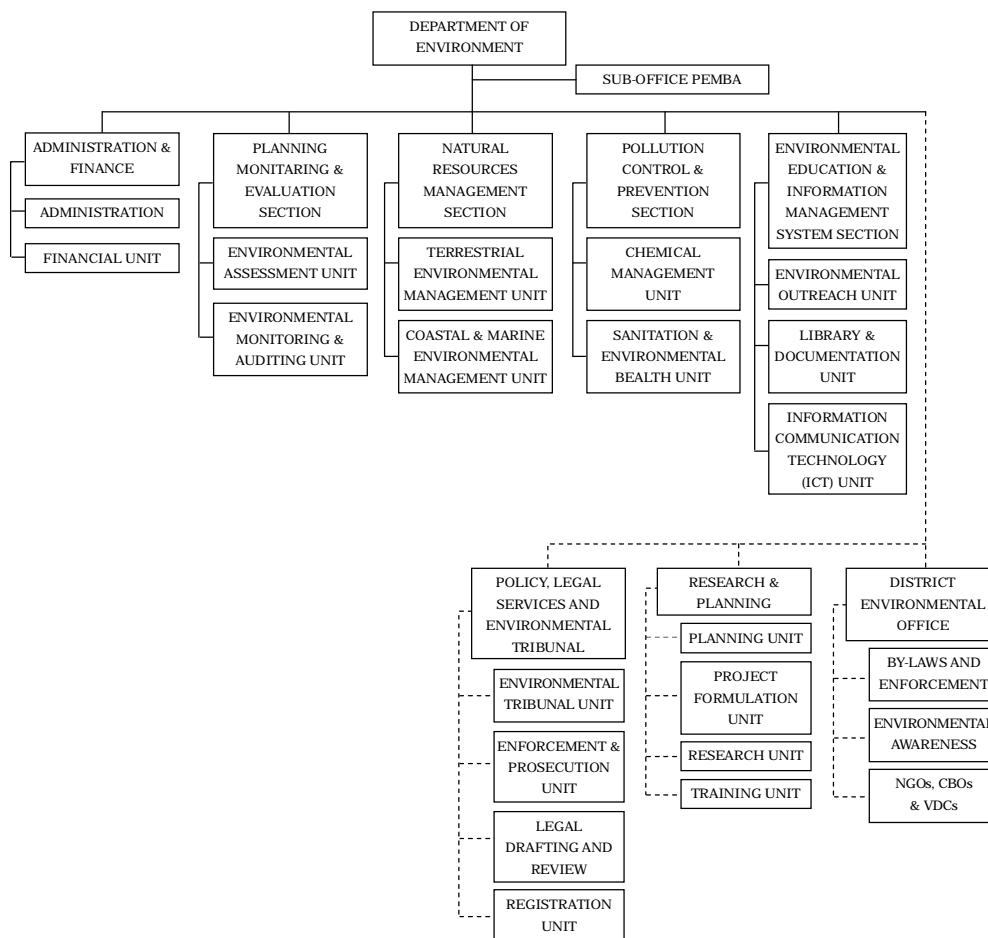 DEPARTMENT OF
ENVIRONMENT
SUB-OFFICE PEMBA
ADMINISTRATION &
FINANCE
ADMINISTRATION
FINANCIAL UNIT
PLANNING
MONITARING &
EVALUATION
SECTION
ENVIRONMENTAL
ASSESSMENT UNIT
ENVIRONMENTAL
MONITORING &
AUDITING UNIT
NATURAL
RESOURCES
MANAGEMENT
SECTION
TERRESTRIAL
ENVIRONMENTAL
MANAGEMENT UNIT
COASTAL & MARINE
ENVIRONMENTAL
MANAGEMENT UNIT
POLLUTION
CONTROL &
PREVENTION
SECTION
CHEMICAL
MANAGEMENT
UNIT
SANITATION &
ENVIRONMENTAL
BEALTH UNIT
ENVIRONMENTAL
EDUCATION &
INFORMATION
MANAGEMENT
SYSTEM SECTION
ENVIRONMENTAL
OUTREACH UNIT
LIBRARY &
DOCUMENTATION
UNIT
INFORMATION
COMMUNICATION
TECHNOLOGY
(ICT) UNIT
POLICY, LEGAL
SERVICES AND
ENVIRONMENTAL
TRIBUNAL
ENVIRONMENTAL
TRIBUNAL UNIT
ENFORCEMENT &
PROSECUTION
UNIT
LEGAL
DRAFTING AND
REVIEW
REGISTRATION
UNIT
RESEARCH &
PLANNING
PLANNING UNIT
PROJECT
FORMULATION
UNIT
RESEARCH UNIT
TRAINING UNIT
DISTRICT
ENVIRONMENTAL
OFFICE
BY-LAWS AND
ENFORCEMENT
ENVIRONMENTAL
AWARENESS
NGOs, CBOs
& VDCs